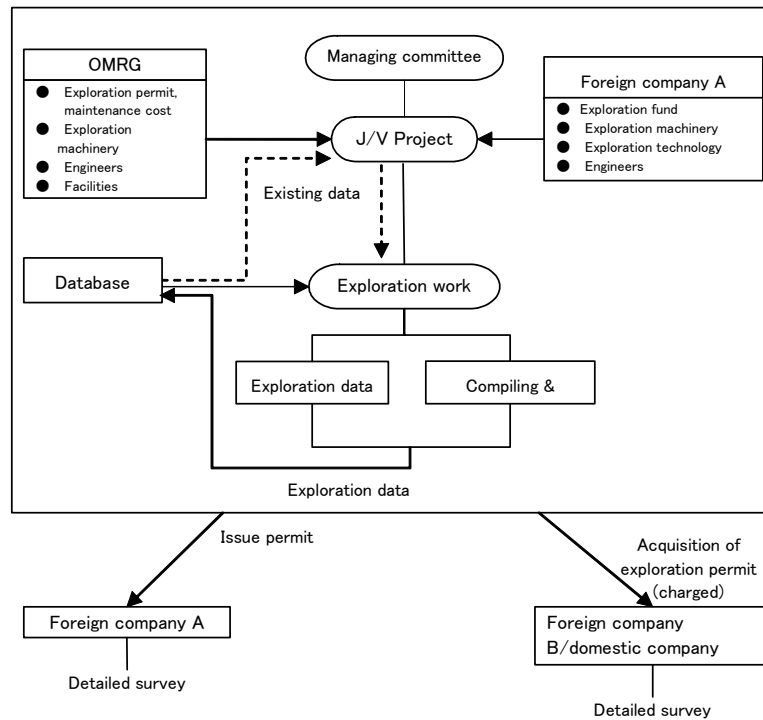 Managing committee
OMRG
● Exploration permit,
maintenance cost
● Exploration
machinery
● Engineers
● Facilities
J/V Project
Foreign company A
● Exploration fund
● Exploration machinery
● Exploration technology
● Engineers
Existing data
Database
Exploration work
Exploration data
Compiling &
Exploration data
Issue permit
Acquisition of
exploration permit
(charged)
Foreign company A
Foreign company
B/domestic company
Detailed survey
Detailed survey